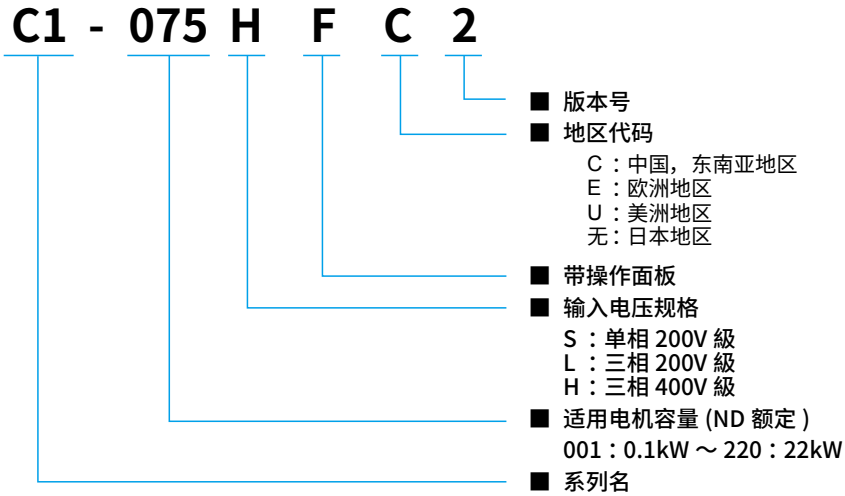 C1 - 075 H F C 2
■ 版本号
■ 地区代码
C ：中国，东南亚地区
E ：欧洲地区
U ：美洲地区
无：日本地区
■ 带操作面板
■ 输入电压规格
S ：单相 200V 級
L ：三相 200V 級
H ：三相 400V 級
■ 适用电机容量 (ND 额定 )
001：0.1kW ～ 220：22kW
■ 系列名